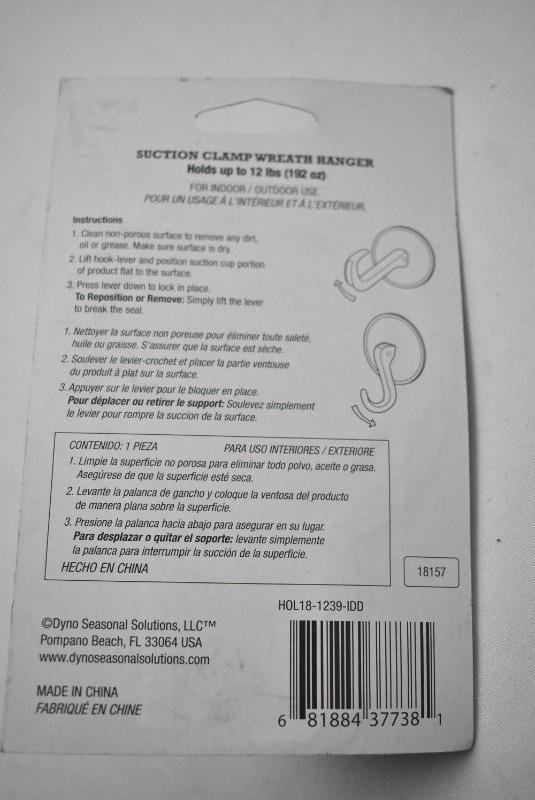 SUCTION CLAMP WREATH HANGER
Holds up to 12 lbs (192 oz)
FOR INDOOR / OUTDOOR USE
POUR UN USAGE À L'INTÉRIEUR ET À L'EXTÉRIEUR.
Instructions
1. Clean non-porous surface to remove any dirt,
oil or grease. Make sure surface is dry.
2. Lift hook-lever and position suction cup portion
of product flat to the surface.
3. Press lever down to lock in place.
To Reposition or Remove: Simply lift the lever
to break the seal.
1. Nettoyer la surface non poreuse pour éliminer toute saleté,
huile ou graisse. S'assurer que la surface est sèche.
2. Soulever le levier-crochet et placer la partie ventouse
du produit à plat sur la surface.
3. Appuyer sur le levier pour le bloquer en place.
Pour déplacer ou retirer le support: Soulevez simplement
le levier pour rompre la succion de la surface.
CONTENIDO: 1 PIEZA PARA USO INTERIORES / EXTERIORE
1. Limpie la superficie no porosa para eliminar todo polvo, aceite o grasa.
Asegúrese de que la superficie esté seca.
2. Levante la palanca de gancho y coloque la ventosa del producto
de manera plana sobre la superficie.
3. Presione la palanca hacia abajo para asegurar en su lugar.
Para desplazar o quitar el soporte: levante simplemente
la palanca para interrumpir la succión de la superficie.
HECHO EN CHINA
18157
HOL18-1239-IDD
©Dyno Seasonal Solutions, LLC™
Pompano Beach, FL 33064 USA
www.dynoseasonalsolutions.com
MADE IN CHINA
FABRIQUÉ EN CHINE
6 81884 37738 1